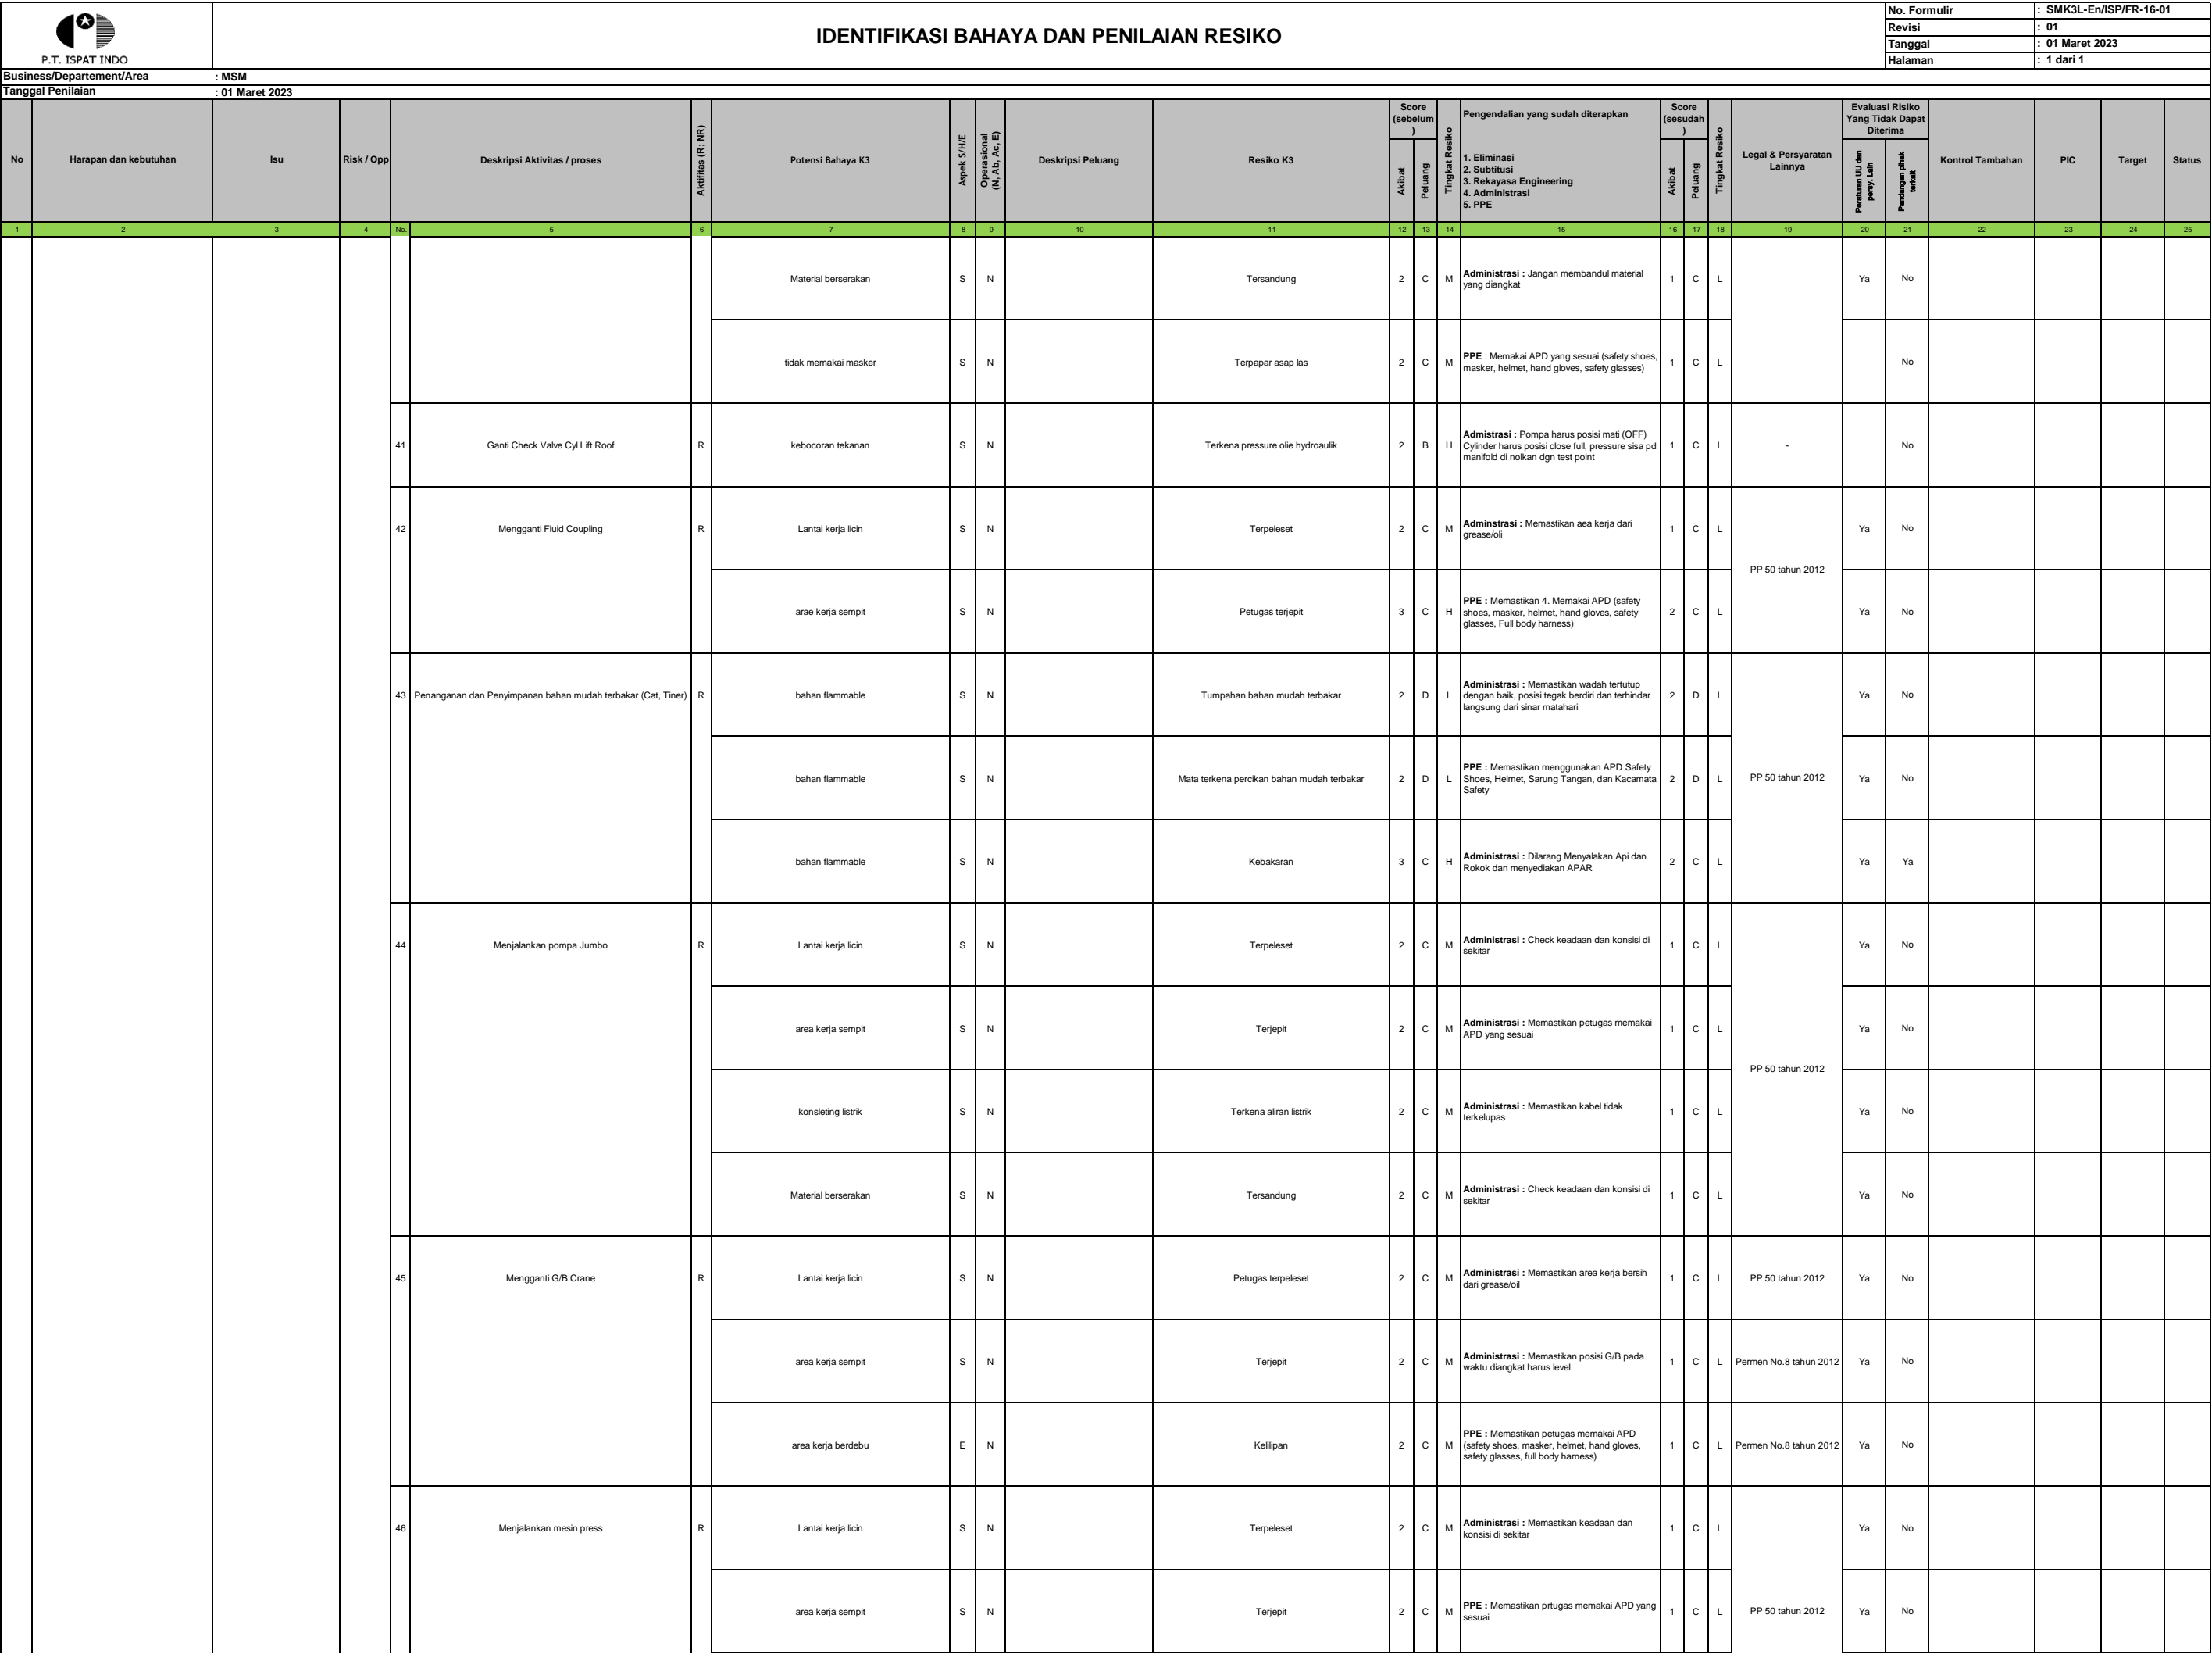 P.T. ISPAT INDO
IDENTIFIKASI BAHAYA DAN PENILAIAN RESIKO
No. Formulir : SMK3L-En/ISP/FR-16-01
Revisi : 01
Tanggal : 01 Maret 2023
Halaman : 1 dari 1
Business/Departement/Area : MSM
Tanggal Penilaian : 01 Maret 2023
No
Harapan dan kebutuhan
Isu
Risk / Opp
Deskripsi Aktivitas / proses
Aktifitas (R; NR)
Potensi Bahaya K3
Aspek S/H/E
Operasional
(N, Ab, Ac, E)
Deskripsi Peluang
Resiko K3
Score
(sebelum
)
Akibat
Peluang
Tingkat Resiko
Pengendalian yang sudah diterapkan
1. Eliminasi
2. Subtitusi
3. Rekayasa Engineering
4. Administrasi
5. PPE
Score
(sesudah
)
Akibat
Peluang
Tingkat Resiko
Legal & Persyaratan
Lainnya
Evaluasi Risiko
Yang Tidak Dapat
Diterima
Peraturan UU dan
persy. Lain
Pandangan pihak
terkait
Kontrol Tambahan
PIC
Target
Status
1 2 3 4 No. 5 6 7 8 9 10 11 12 13 14 15 16 17 18 19 20 21 22 23 24 25
Material berserakan S N Tersandung 2 C M Administrasi : Jangan membandul material
yang diangkat
1 C L Ya No
tidak memakai masker S N Terpapar asap las 2 C M PPE : Memakai APD yang sesuai (safety shoes,
masker, helmet, hand gloves, safety glasses)
1 C L No
41 Ganti Check Valve Cyl Lift Roof R kebocoran tekanan S N Terkena pressure olie hydroaulik 2 B H Admistrasi : Pompa harus posisi mati (OFF)
Cylinder harus posisi close full, pressure sisa pd
manifold di nolkan dgn test point
1 C L - No
42 Mengganti Fluid Coupling R Lantai kerja licin S N Terpeleset 2 C M Adminstrasi : Memastikan aea kerja dari
grease/oli
1 C L Ya No
PP 50 tahun 2012
arae kerja sempit S N Petugas terjepit 3 C H PPE : Memastikan 4. Memakai APD (safety
shoes, masker, helmet, hand gloves, safety
glasses, Full body harness)
2 C L Ya No
43 Penanganan dan Penyimpanan bahan mudah terbakar (Cat, Tiner) R bahan flammable S N Tumpahan bahan mudah terbakar 2 D L Administrasi : Memastikan wadah tertutup
dengan baik, posisi tegak berdiri dan terhindar
langsung dari sinar matahari
2 D L Ya No
bahan flammable S N Mata terkena percikan bahan mudah terbakar 2 D L PPE : Memastikan menggunakan APD Safety
Shoes, Helmet, Sarung Tangan, dan Kacamata
Safety
2 D L PP 50 tahun 2012 Ya No
bahan flammable S N Kebakaran 3 C H Administrasi : Dilarang Menyalakan Api dan
Rokok dan menyediakan APAR
2 C L Ya Ya
44 Menjalankan pompa Jumbo R Lantai kerja licin S N Terpeleset 2 C M Administrasi : Check keadaan dan konsisi di
sekitar
1 C L Ya No
area kerja sempit S N Terjepit 2 C M Administrasi : Memastikan petugas memakai
APD yang sesuai
1 C L Ya No
PP 50 tahun 2012
konsleting listrik S N Terkena aliran listrik 2 C M Administrasi : Memastikan kabel tidak
terkelupas
1 C L Ya No
Material berserakan S N Tersandung 2 C M Administrasi : Check keadaan dan konsisi di
sekitar
1 C L Ya No
45 Mengganti G/B Crane R Lantai kerja licin S N Petugas terpeleset 2 C M Administrasi : Memastikan area kerja bersih
dari grease/oil
1 C L PP 50 tahun 2012 Ya No
area kerja sempit S N Terjepit 2 C M Administrasi : Memastikan posisi G/B pada
waktu diangkat harus level
1 C L Permen No.8 tahun 2012 Ya No
area kerja berdebu E N Kelilipan 2 C M PPE : Memastikan petugas memakai APD
(safety shoes, masker, helmet, hand gloves,
safety glasses, full body harness)
1 C L Permen No.8 tahun 2012 Ya No
46 Menjalankan mesin press R Lantai kerja licin S N Terpeleset 2 C M Administrasi : Memastikan keadaan dan
konsisi di sekitar
1 C L Ya No
area kerja sempit S N Terjepit 2 C M PPE : Memastikan prtugas memakai APD yang
sesuai
1 C L PP 50 tahun 2012 Ya No